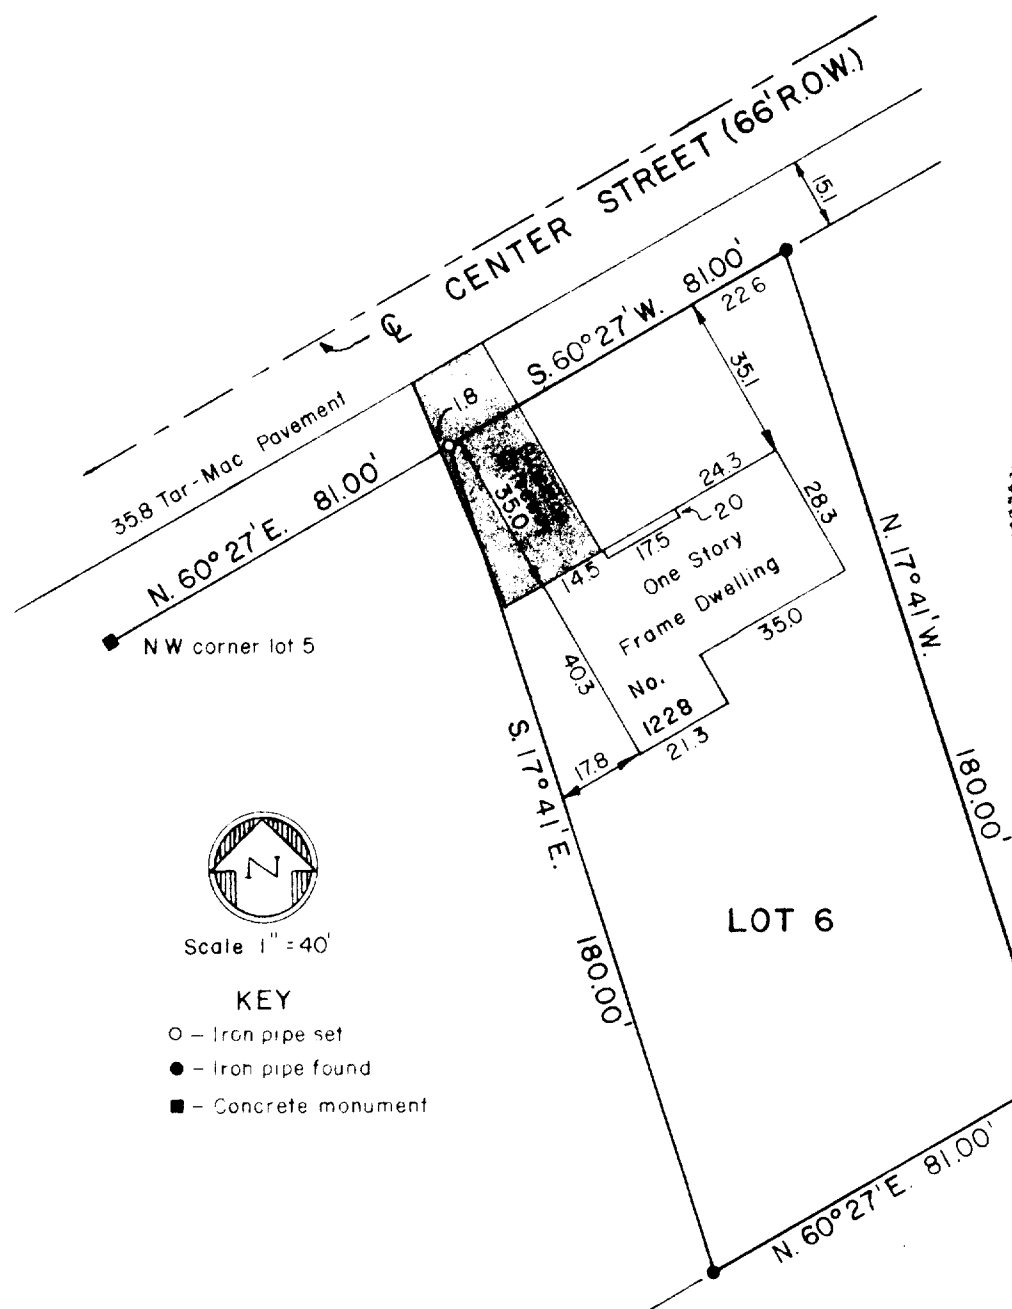 CENTER STREET (66' R.O.W.)
15.1
℄
S. 60° 27' W. 81.00'
22.6
35.8 Tar-Mac Pavement
1.8
35.1
N. 60° 27' E. 81.00'
35.0
24.3
28.3
20
17.5
14.5
One Story
Frame Dwelling
No.
1228
35.0
40.3
21.3
17.8
N W corner lot 5
N. 17° 41' W.
180.00'
S. 17° 41' E.
180.00'
N
Scale 1" = 40'
LOT 6
KEY
O – Iron pipe set
● – Iron pipe found
■ – Concrete monument
N. 60° 27' E. 81.00'